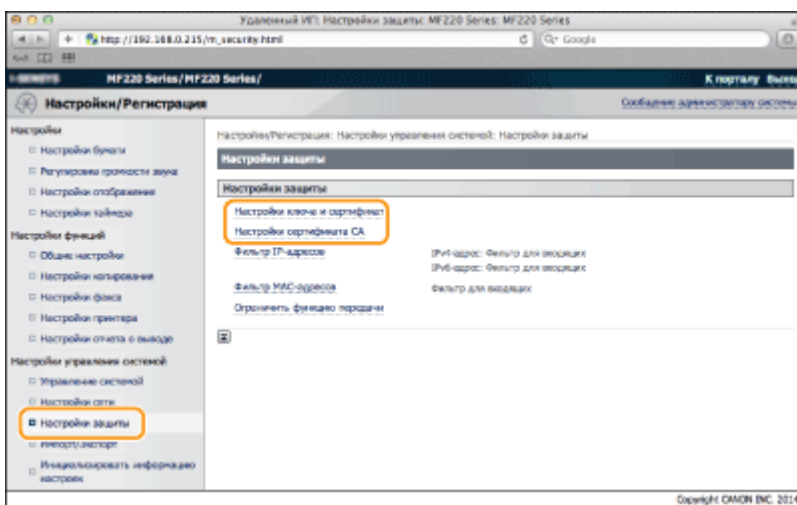 Удаленный ИП: Настройки защиты: MF220 Series: MF220 Series
http://192.168.0.215/m_security.html
Google
MF220 Series/MF220 Series/
К порталу
Настройки/Регистрация
Сообщение администратору системы
Настройки
Настройки бумаги
Регулировка громкости звука
Настройки отображения
Настройки таймера
Настройки функций
Общие настройки
Настройки копирования
Настройки факса
Настройки принтера
Настройки отчета о выводе
Настройки управления системой
Управление системой
Настройки сети
Настройки защиты
Импорт/экспорт
Инициализировать информацию
настроек
Настройки/Регистрация: Настройки управления системой: Настройки защиты
Настройки защиты
Настройки защиты
Настройки ключа и сертификат
Настройки сертификата CA
Фильтр IP-адресов
IPv4-адрес: Фильтр для входящих
IPv6-адрес: Фильтр для входящих
Фильтр MAC-адресов
Фильтр для входящих
Ограничить функцию передачи
Copyright CANON INC. 2014